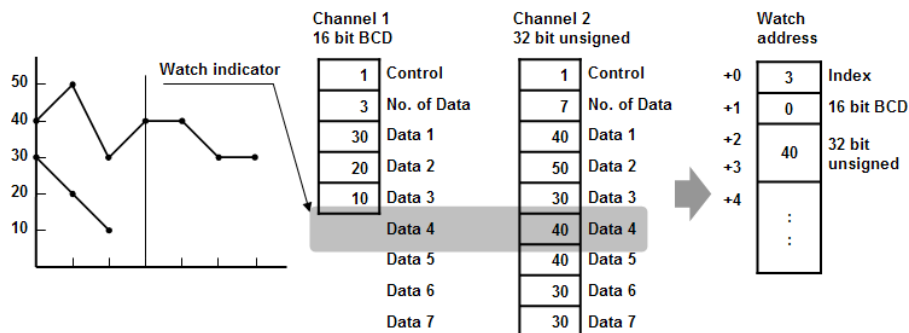 Channel 1
16 bit BCD
Channel 2
32 bit unsigned
Watch
address
Watch indicator
50
40
30
20
10
1 Control
3 No. of Data
30 Data 1
20 Data 2
10 Data 3
Data 4
Data 5
Data 6
Data 7
1 Control
7 No. of Data
40 Data 1
50 Data 2
30 Data 3
40 Data 4
40 Data 5
30 Data 6
30 Data 7
+0 3 Index
+1 0 16 bit BCD
+2
40 32 bit
unsigned
+3
+4
:
: